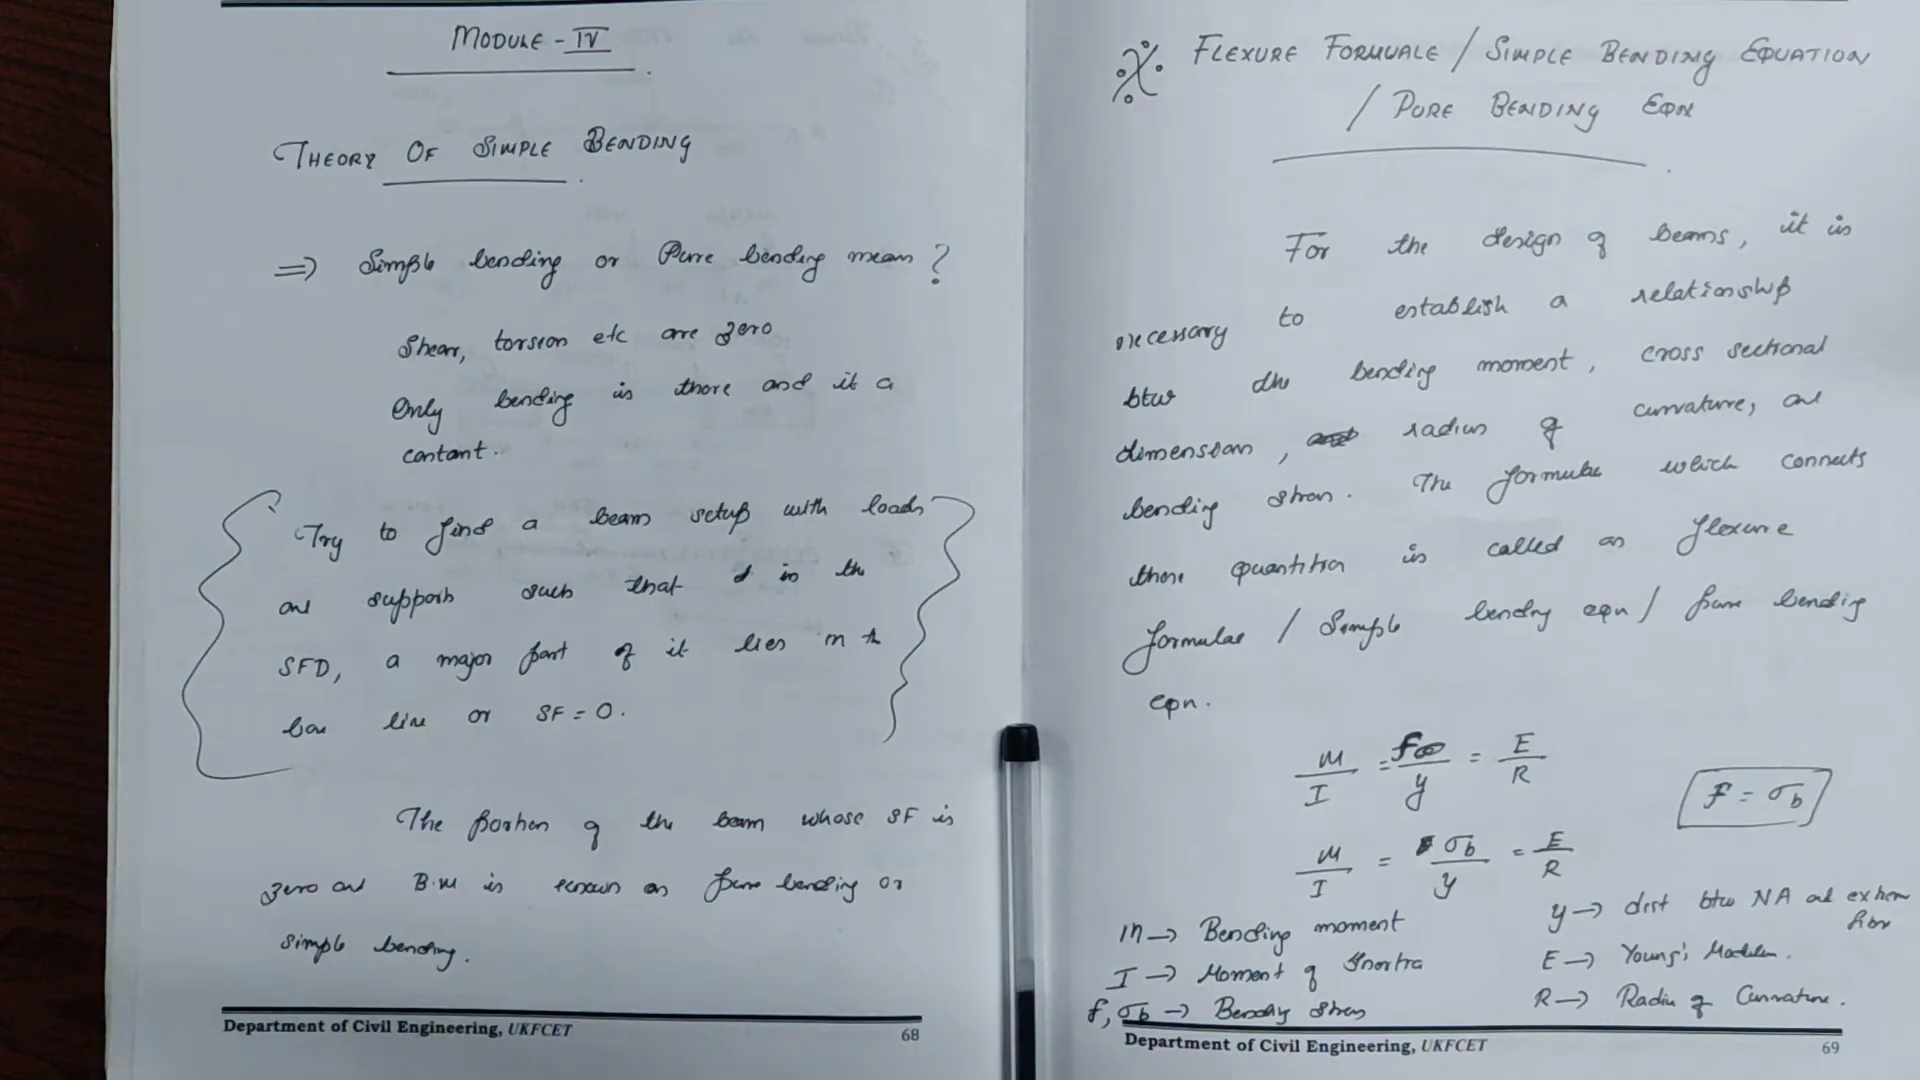 MODULE - IV
THEORY OF SIMPLE BENDING
=> Simple bending or Pure bending mean ?
Shear, torsion etc are zero
Only bending is there and it a
contant.
Try to find a beam setup with loads
and supports such that in the
SFD, a major part of it lies in the
base line or SF = 0.
The portion of the beam whose SF is
zero and B.M is known as pure bending or
simple bending.
Department of Civil Engineering, UKFCET 68
FLEXURE FORMUALE / SIMPLE BENDING EQUATION
/ PURE BENDING EQN
For the design of beams, it is
necessary to establish a relationship
btw the bending moment, cross sectional
dimension, radius of curvature, and
bending stress. The formulae which connects
these quantities is called as flexure
formulae / Simple bending eqn / pure bending
eqn.
M/I = f/y = E/R
f = σb
M/I = σb/y = E/R
M → Bending moment
I → Moment of Inertia
f, σb → Bending stress
y → dist btw NA and extreme
fibre
E → Young's Modulus.
R → Radius of Curvature.
Department of Civil Engineering, UKFCET 69